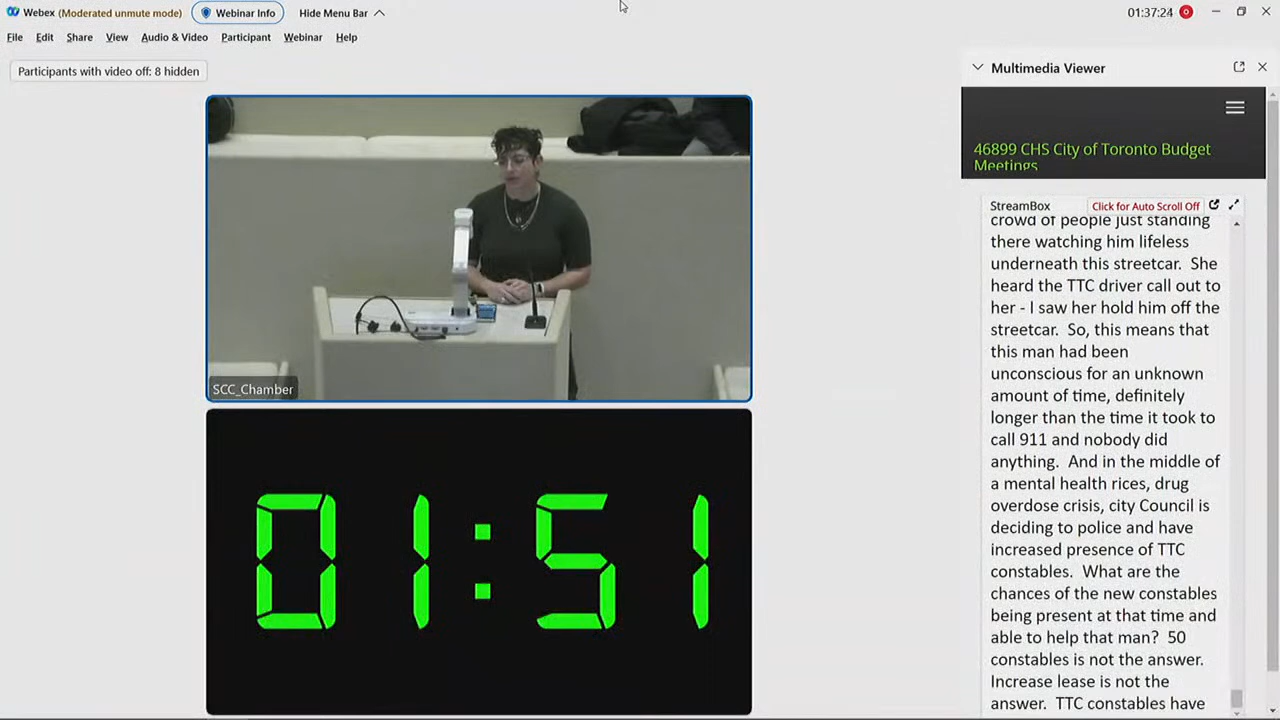 Webex (Moderated unmute mode) Webinar Info Hide Menu Bar 01:37:24
File Edit Share View Audio & Video Participant Webinar Help
Participants with video off: 8 hidden
Multimedia Viewer
46899 CHS City of Toronto Budget
Meetings
StreamBox Click for Auto Scroll Off
crowd of people just standing
there watching him lifeless
underneath this streetcar. She
heard the TTC driver call out to
her - I saw her hold him off the
streetcar. So, this means that
this man had been
unconscious for an unknown
amount of time, definitely
longer than the time it took to
call 911 and nobody did
anything. And in the middle of
a mental health rices, drug
overdose crisis, city Council is
deciding to police and have
increased presence of TTC
constables. What are the
chances of the new constables
being present at that time and
able to help that man? 50
constables is not the answer.
Increase lease is not the
answer. TTC constables have
SCC_Chamber
01:51